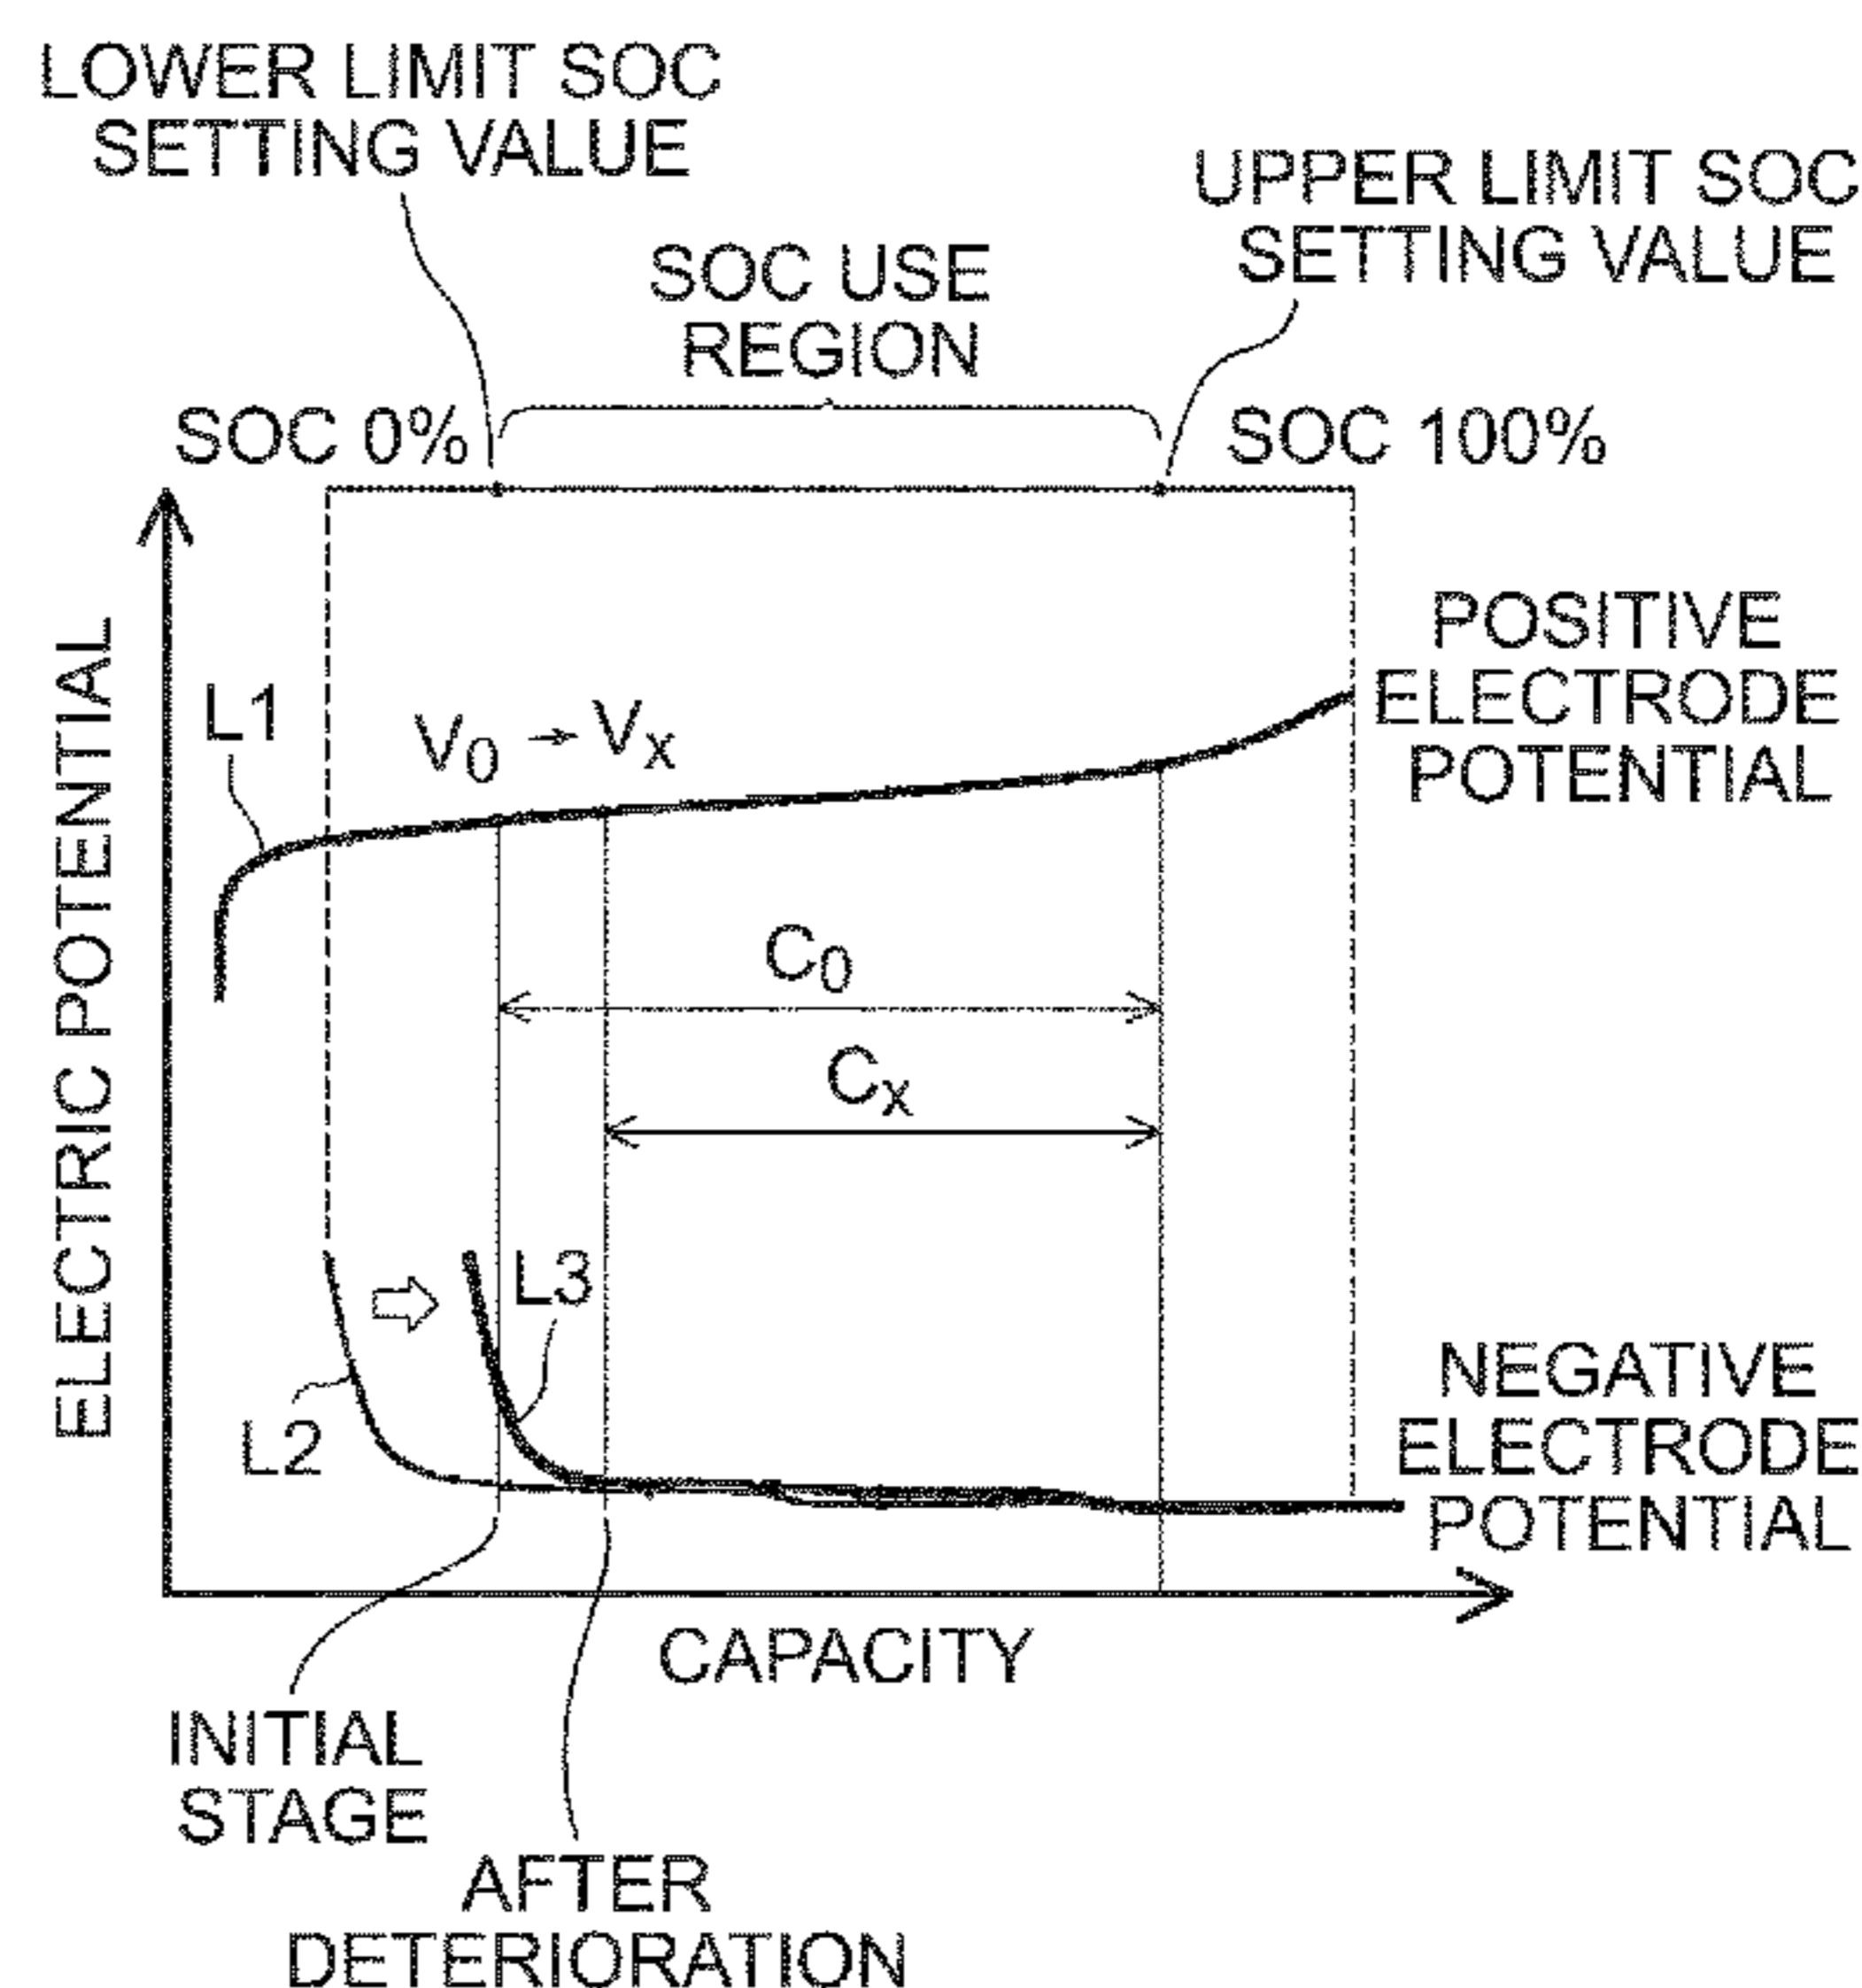 LOWER LIMIT SOC
SETTING VALUE
UPPER LIMIT SOC
SETTING VALUE
SOC USE
REGION
SOC 0%
SOC 100%
ELECTRIC POTENTIAL
L1
V0 → Vx
POSITIVE
ELECTRODE
POTENTIAL
C0
Cx
L3
L2
NEGATIVE
ELECTRODE
POTENTIAL
CAPACITY
INITIAL
STAGE
AFTER
DETERIORATION